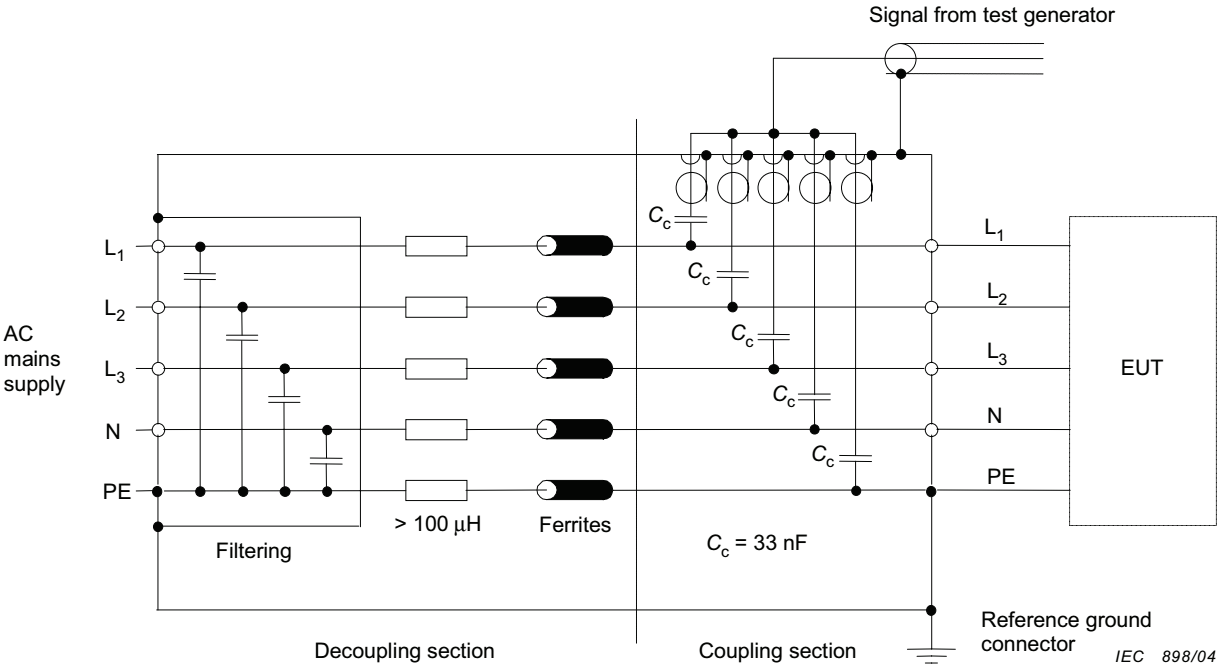 Signal from test generator
AC
mains
supply
L1
L2
L3
N
PE
Cc
Cc
Cc
Cc
Cc
L1
L2
L3
N
PE
EUT
> 100 μH
Ferrites
Filtering
Cc = 33 nF
Decoupling section
Coupling section
Reference ground
connector
IEC 898/04